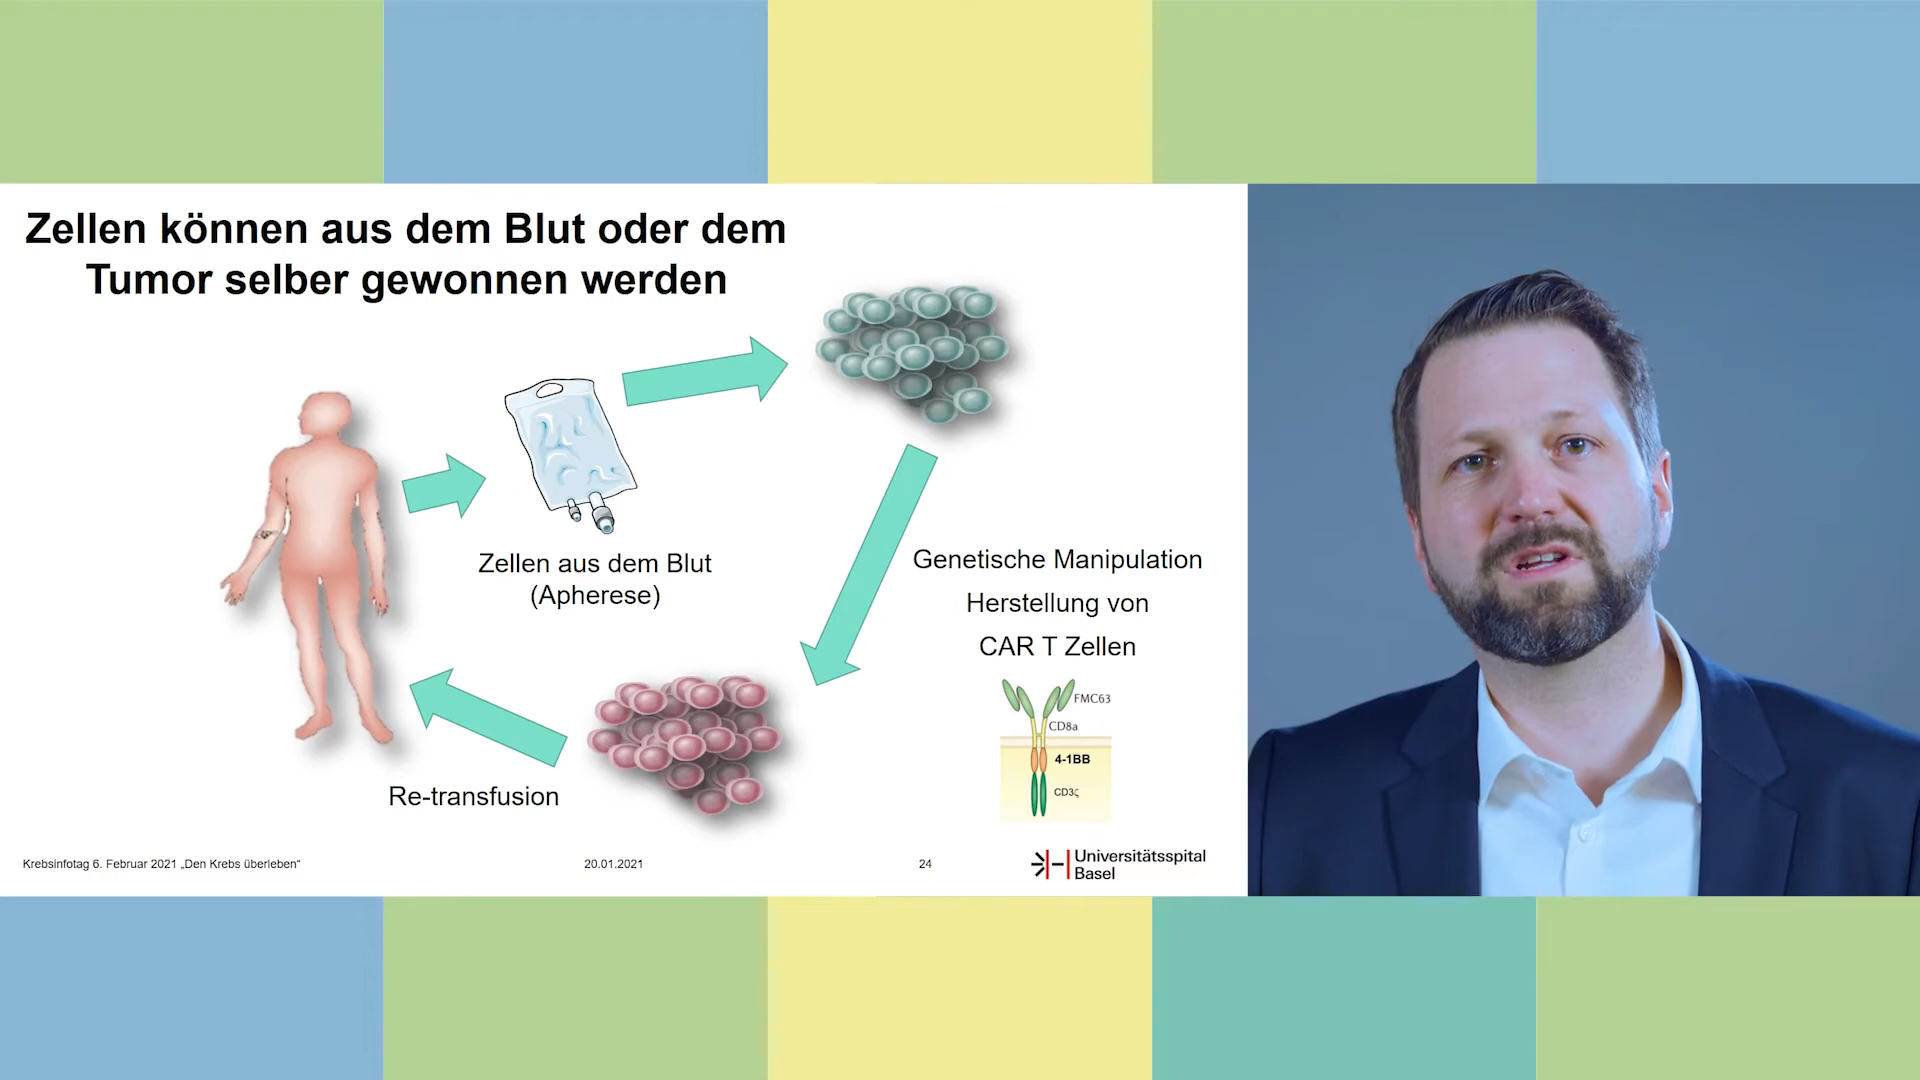 Zellen können aus dem Blut oder dem
Tumor selber gewonnen werden
Zellen aus dem Blut
(Apherese)
Genetische Manipulation
Herstellung von
CAR T Zellen
FMC63
CD8a
4-1BB
CD3ζ
Re-transfusion
Krebsinfotag 6. Februar 2021 „Den Krebs überleben“
20.01.2021
24
Universitätsspital
Basel